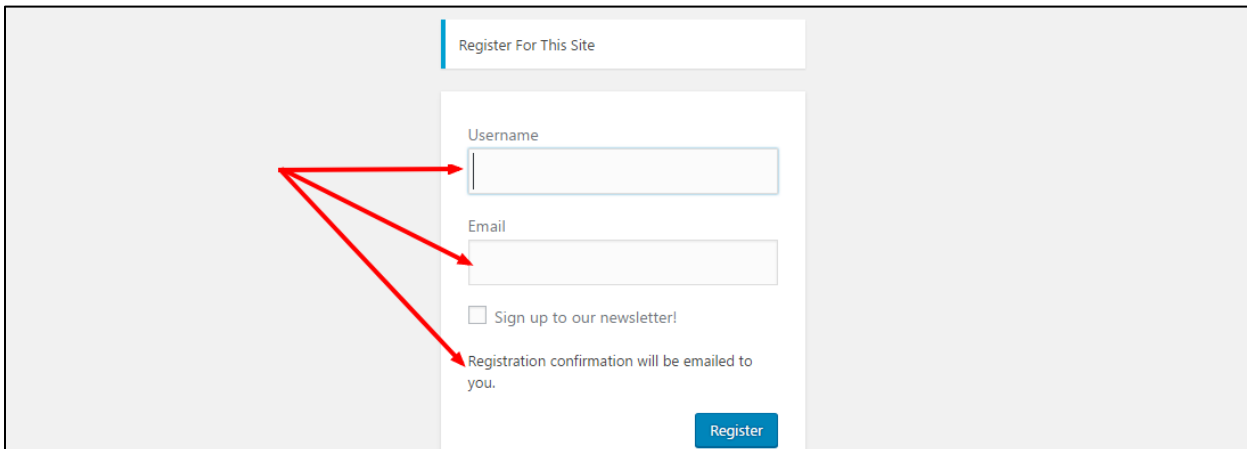 Register For This Site
Username
Email
Sign up to our newsletter!
Registration confirmation will be emailed to
you.
Register